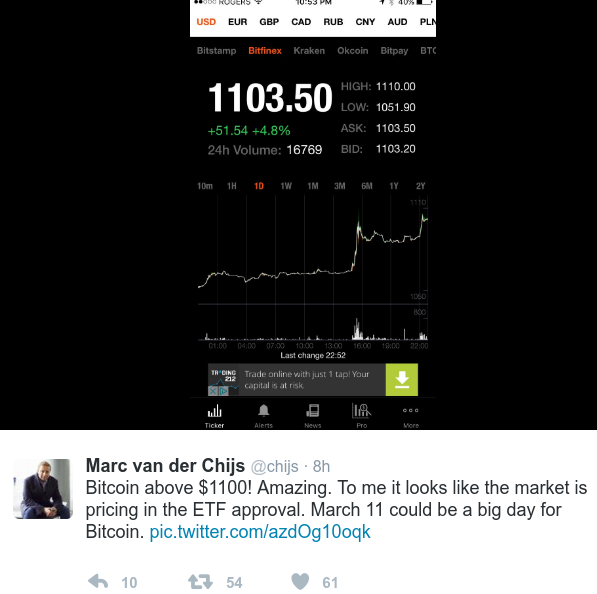 ROGERS 10:53 PM 40%
USD EUR GBP CAD RUB CNY AUD PLN
Bitstamp Bitfinex Kraken Okcoin Bitpay BTC
1103.50
HIGH: 1110.00
LOW: 1051.90
+51.54 +4.8%
ASK: 1103.50
24h Volume: 16769
BID: 1103.20
10m 1H 1D 1W 1M 3M 6M 1Y 2Y
1110
1050
800
01:00 04:00 07:00 10:00 13:00 16:00 19:00 22:00
Last change 22:52
TRADING
212
Trade online with just 1 tap! Your
capital is at risk.
Ticker Alerts News Pro More
Marc van der Chijs @chijs · 8h
Bitcoin above $1100! Amazing. To me it looks like the market is
pricing in the ETF approval. March 11 could be a big day for
Bitcoin. pic.twitter.com/azdOg10oqk
10 54 61